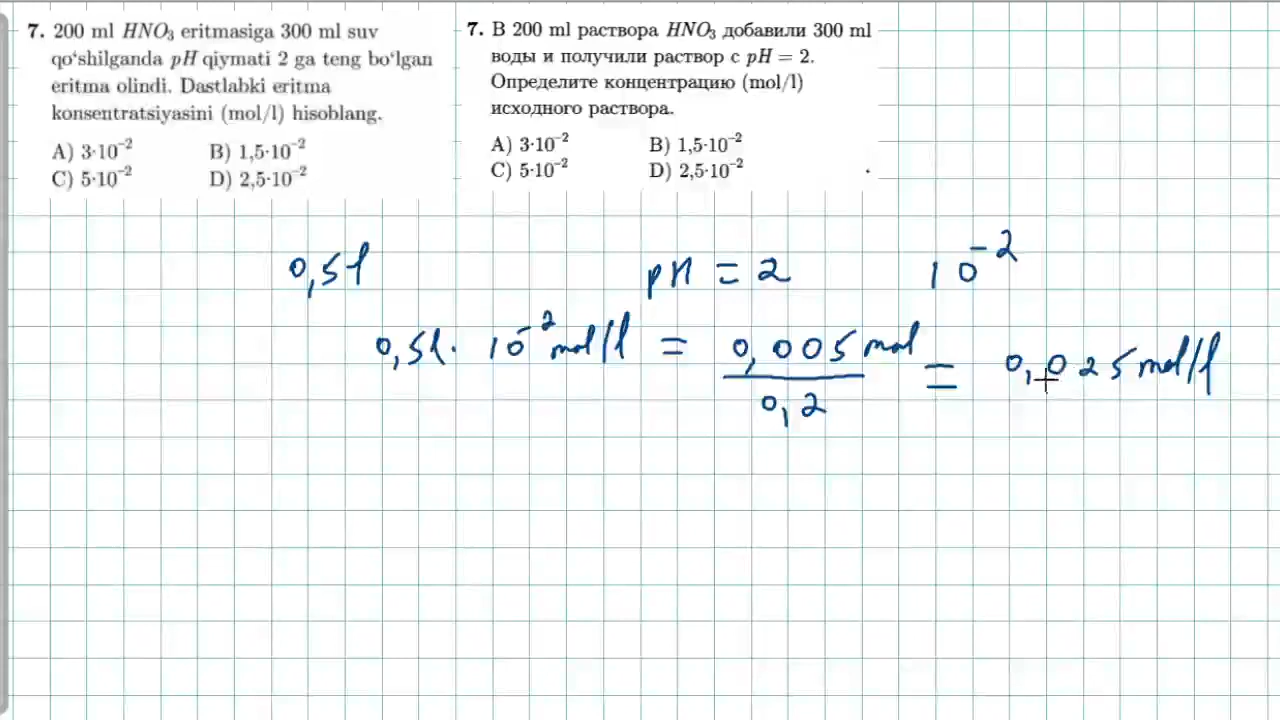 7. 200 ml HNO₃ eritmasiga 300 ml suv
qo‘shilganda pH qiymati 2 ga teng bo‘lgan
eritma olindi. Dastlabki eritma
konsentratsiyasini (mol/l) hisoblang.
A) 3·10⁻² B) 1,5·10⁻²
C) 5·10⁻² D) 2,5·10⁻²
7. В 200 ml раствора HNO₃ добавили 300 ml
воды и получили раствор с pH = 2.
Определите концентрацию (mol/l)
исходного раствора.
A) 3·10⁻² B) 1,5·10⁻²
C) 5·10⁻² D) 2,5·10⁻²
0,5l pH = 2 10⁻²
0,5l · 10⁻² mol/l = 0,005 mol / 0,2 = 0,025 mol/l